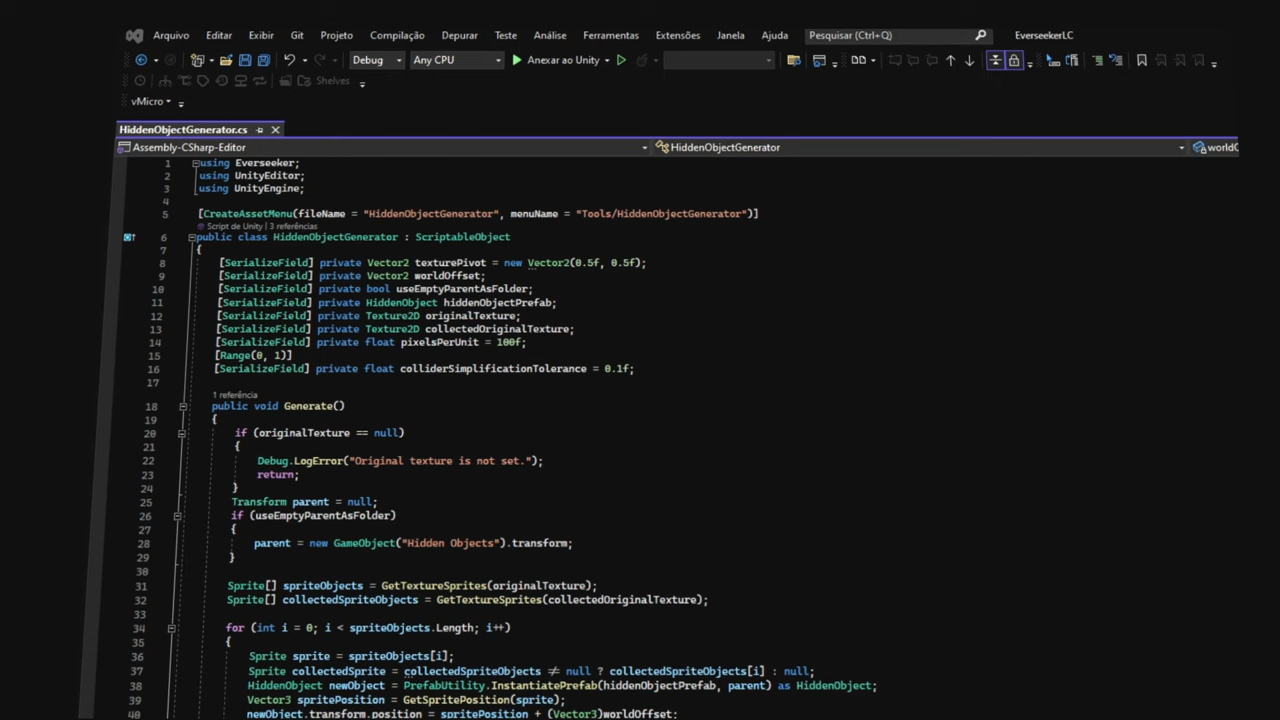 Arquivo Editar Exibir Git Projeto Compilação Depurar Teste Análise Ferramentas Extensões Janela Ajuda Pesquisar (Ctrl+Q) EverseekerLC
Debug Any CPU Anexar ao Unity
Shelves
vMicro
HiddenObjectGenerator.cs
Assembly-CSharp-Editor HiddenObjectGenerator
1 using Everseeker;
2 using UnityEditor;
3 using UnityEngine;
4
5 [CreateAssetMenu(fileName = "HiddenObjectGenerator", menuName = "Tools/HiddenObjectGenerator")]
Script de Unity | 3 referências
6 public class HiddenObjectGenerator : ScriptableObject
7 {
8 [SerializeField] private Vector2 texturePivot = new Vector2(0.5f, 0.5f);
9 [SerializeField] private Vector2 worldOffset;
10 [SerializeField] private bool useEmptyParentAsFolder;
11 [SerializeField] private HiddenObject hiddenObjectPrefab;
12 [SerializeField] private Texture2D originalTexture;
13 [SerializeField] private Texture2D collectedOriginalTexture;
14 [SerializeField] private float pixelsPerUnit = 100f;
15 [Range(0, 1)]
16 [SerializeField] private float colliderSimplificationTolerance = 0.1f;
17
1 referência
18 public void Generate()
19 {
20 if (originalTexture == null)
21 {
22 Debug.LogError("Original texture is not set.");
23 return;
24 }
25 Transform parent = null;
26 if (useEmptyParentAsFolder)
27 {
28 parent = new GameObject("Hidden Objects").transform;
29 }
30
31 Sprite[] spriteObjects = GetTextureSprites(originalTexture);
32 Sprite[] collectedSpriteObjects = GetTextureSprites(collectedOriginalTexture);
33
34 for (int i = 0; i < spriteObjects.Length; i++)
35 {
36 Sprite sprite = spriteObjects[i];
37 Sprite collectedSprite = collectedSpriteObjects ≠ null ? collectedSpriteObjects[i] : null;
38 HiddenObject newObject = PrefabUtility.InstantiatePrefab(hiddenObjectPrefab, parent) as HiddenObject;
39 Vector3 spritePosition = GetSpritePosition(sprite);
40 newObject.transform.position = spritePosition + (Vector3)worldOffset;